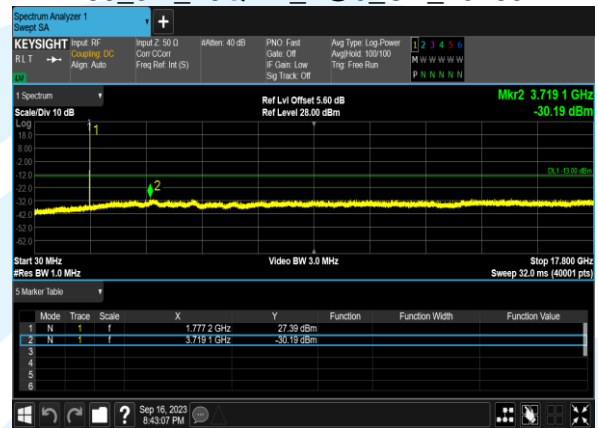 Spectrum Analyzer 1
Swept SA
+
KEYSIGHT Input: RF Input Z: 50 Ω #Atten: 40 dB PNO: Fast Avg Type: Log-Power 1 2 3 4 5 6
RLT Coupling: DC Corr CCorr Gate: Off Avg|Hold: 100/100 M W W W W W
Align: Auto Freq Ref: Int (S) IF Gain: Low Trig: Free Run
LW Sig Track: Off P N N N N N
1 Spectrum Ref Lvl Offset 5.60 dB Mkr2 3.719 1 GHz
Scale/Div 10 dB Ref Level 28.00 dBm -30.19 dBm
Log
18.0 1
8.00
-2.00
-12.0 DL1 -13.00 dBm
-22.0 2
-32.0
-42.0
-52.0
-62.0
Start 30 MHz Video BW 3.0 MHz Stop 17.800 GHz
#Res BW 1.0 MHz Sweep 32.0 ms (40001 pts)
5 Marker Table
Mode Trace Scale X Y Function Function Width Function Value
1 N 1 f 1.777 2 GHz 27.39 dBm
2 N 1 f 3.719 1 GHz -30.19 dBm
3
4
5
6
? Sep 16, 2023
8:43:07 PM